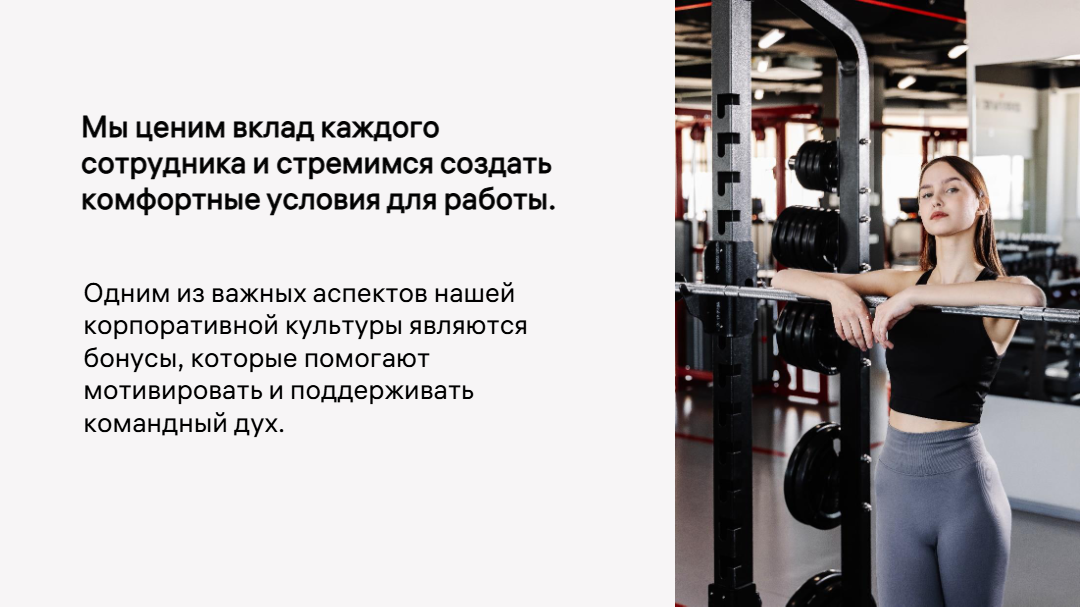 Мы ценим вклад каждого
сотрудника и стремимся создать
комфортные условия для работы.
Одним из важных аспектов нашей
корпоративной культуры являются
бонусы, которые помогают
мотивировать и поддерживать
командный дух.